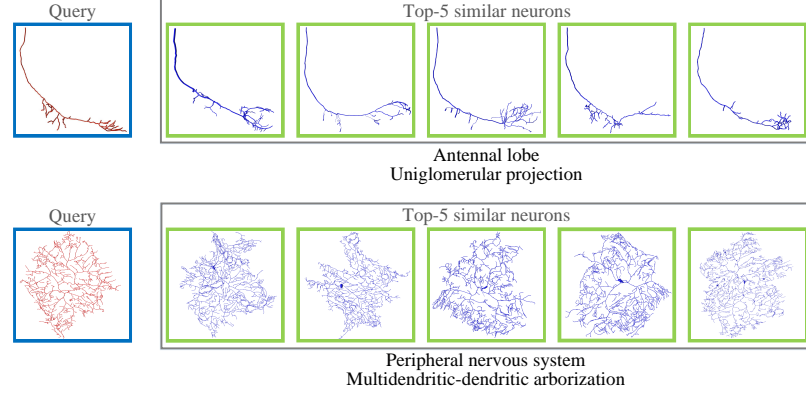 Query
Top-5 similar neurons
Antennal lobe
Uniglomerular projection
Query
Top-5 similar neurons
Peripheral nervous system
Multidendritic-dendritic arborization